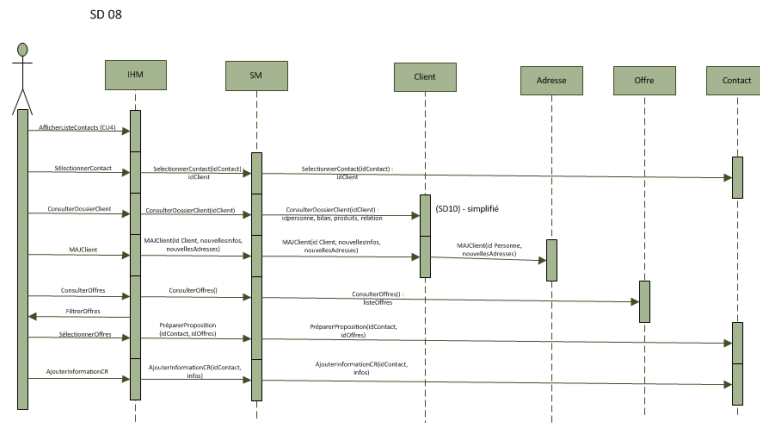 SD 08
IHM
SM
Client
Adresse
Offre
Contact
AfficherListeContacts (CU4)
SélectionnerContact
SelectionnerContact(idContact) :
idClient
SelectionnerContact(idContact) :
idClient
ConsulterDossierClient
ConsulterDossierClient(idClient)
ConsulterDossierClient(idClient) :
idpersonne, bilan, produits, relation
(SD10) - simplifié
MAJClient
MAJClient(id Client, nouvellesInfos,
nouvellesAdresses)
MAJClient(id Client, nouvellesInfos,
nouvellesAdresses)
MAJClient(id Personne,
nouvellesAdresses)
ConsulterOffres
ConsulterOffres()
ConsulterOffres() :
listeOffres
FiltrerOffres
SélectionnerOffres
PréparerProposition
(idContact, idOffres)
PréparerProposition(idContact,
idOffres)
AjouterInformationCR
AjouterInformationCR(idContact,
infos)
AjouterInformationCR(idContact,
infos)